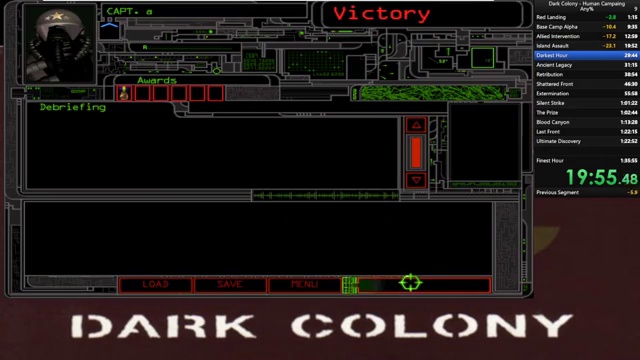 CAPT. a
Victory
Awards
Debriefing
LOAD SAVE MENU
DARK COLONY
Dark Colony - Human Campaing
Any% 9
Red Landing -2.8 1:15
Base Camp Alpha -10.4 12:35
Allied Intervention -17.2 12:59
Island Assault -23.1 19:52
Darkest Hour 29:44
Ancient Legacy 31:15
Retribution 38:54
Shattered Front 46:30
Extermination 55:58
Silent Strike 1:01:22
The Prize 1:02:44
Blood Canyon 1:13:28
Last Front 1:22:15
Ultimate Discovery 1:22:52
Finest Hour 1:35:55
19:55.48
Previous Segment -5.9